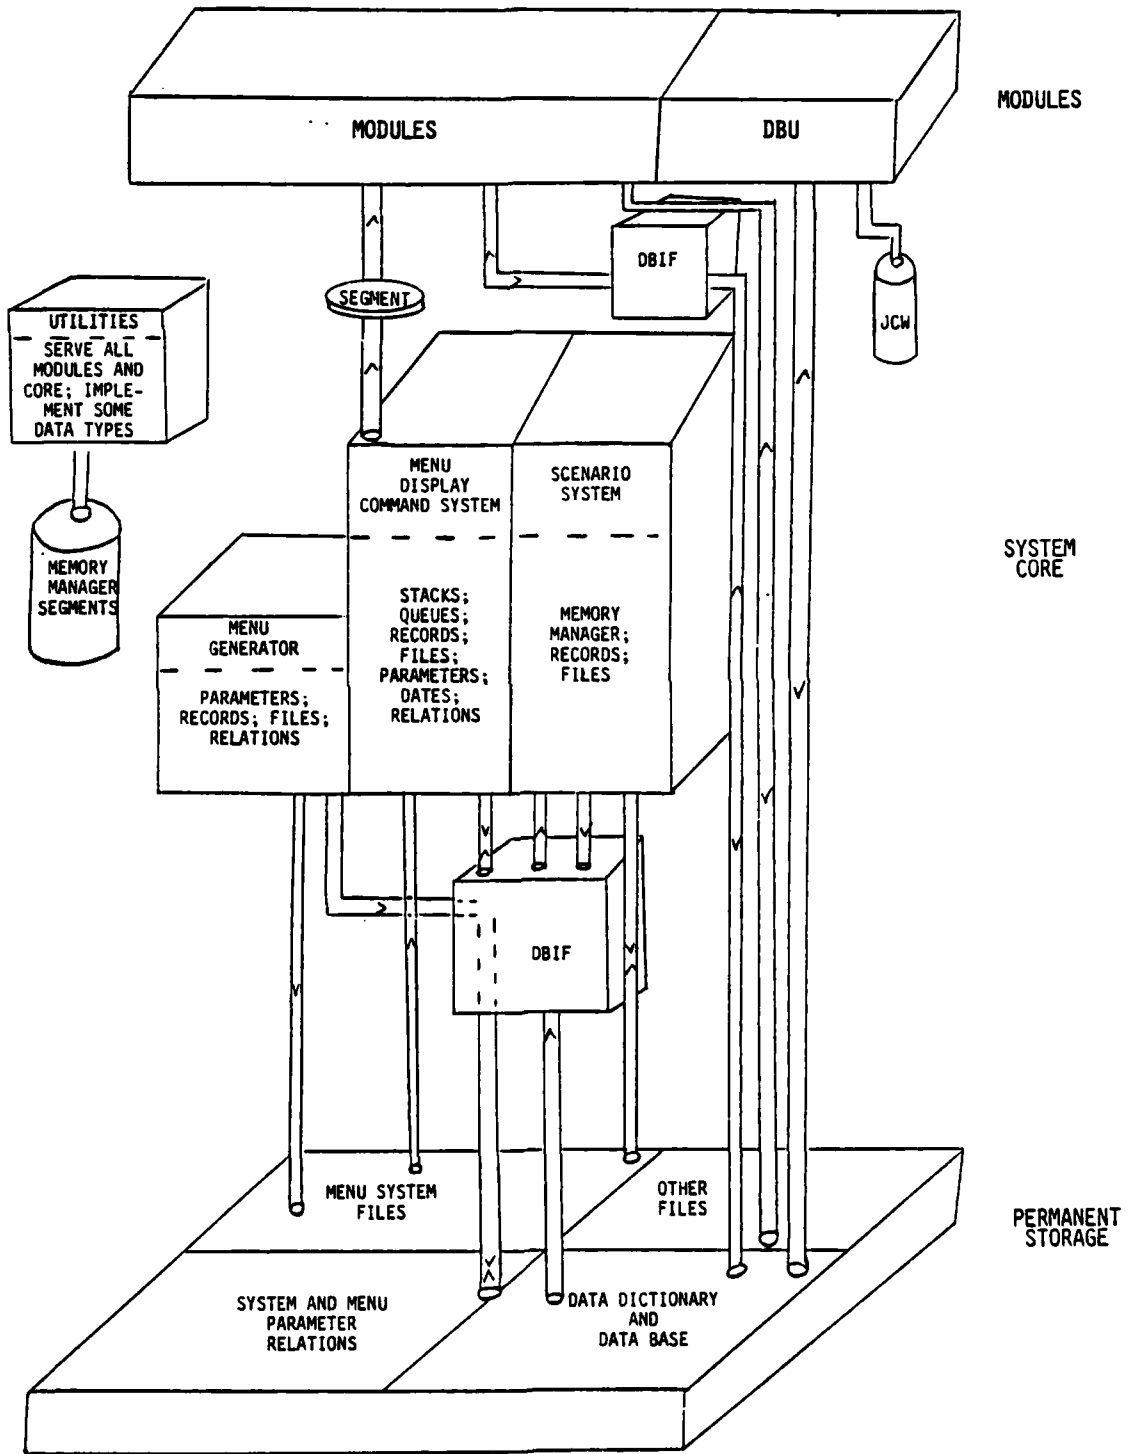 MODULES
DBU
MODULES
DBIF
SEGMENT
JCW
UTILITIES
SERVE ALL
MODULES AND
CORE; IMPLE-
MENT SOME
DATA TYPES
MEMORY
MANAGER
SEGMENTS
MENU
DISPLAY
COMMAND SYSTEM
STACKS;
QUEUES;
RECORDS;
FILES;
PARAMETERS;
DATES;
RELATIONS
SCENARIO
SYSTEM
MEMORY
MANAGER;
RECORDS;
FILES
SYSTEM
CORE
MENU
GENERATOR
PARAMETERS;
RECORDS; FILES;
RELATIONS
DBIF
MENU SYSTEM
FILES
OTHER
FILES
PERMANENT
STORAGE
SYSTEM AND MENU
PARAMETER
RELATIONS
DATA DICTIONARY
AND
DATA BASE